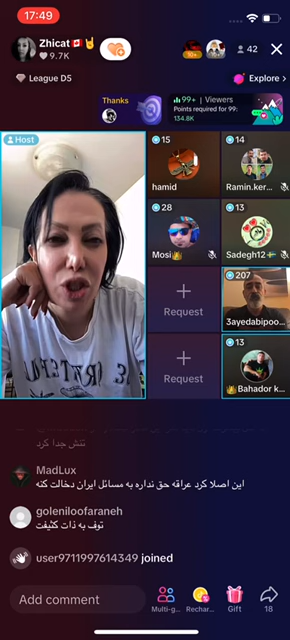 17:49
Zhicat🇨🇦🤘
9.7K
10+
42
League D5
Explore >
Thanks
99+ | Viewers
Points required for 99:
134.8K
Host
15
hamid
14
Ramin.ker...
28
Mosi👑
13
Sadegh12🇸🇪
+
Request
207
3ayedabipoo...
+
Request
13
👑Bahador k...
تنش جدا کرد
MadLux
این اصلا کرد عراقه حق نداره به مسائل ایران دخالت کنه
goleniloofaraneh
توف به ذات کثیفت
user9711997614349 joined
Add comment
Multi-g...
Rechar...
Gift
18